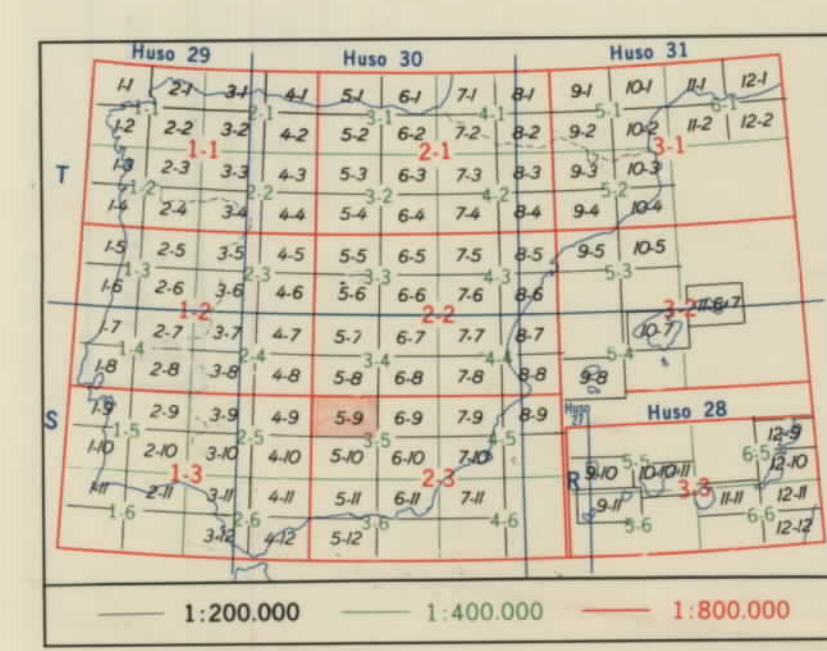 Huso 29 Huso 30 Huso 31
1-1 2-1 3-1 4-1 5-1 6-1 7-1 8-1 9-1 10-1 11-1 12-1
1-1 2-1 3-1 4-1 5-1 6-1
1-2 2-2 3-2 4-2 5-2 6-2 7-2 8-2 9-2 10-2 11-2 12-2
1-1 2-1 3-1
T 1-3 2-3 3-3 4-3 5-3 6-3 7-3 8-3 9-3 10-3
1-2 2-2 3-2 4-2 5-2
1-4 2-4 3-4 4-4 5-4 6-4 7-4 8-4 9-4 10-4
1-5 2-5 3-5 4-5 5-5 6-5 7-5 8-5 9-5 10-5
1-3 2-3 3-3 4-3 5-3
1-6 2-6 3-6 4-6 5-6 6-6 7-6 8-6
1-2 2-2 3-2
1-7 2-7 3-7 4-7 5-7 6-7 7-7 8-7 10-7
1-4 2-4 3-4 4-4 5-4
1-8 2-8 3-8 4-8 5-8 6-8 7-8 8-8 9-8
S 1-9 2-9 3-9 4-9 5-9 6-9 7-9 8-9 Huso 27 Huso 28
1-5 2-5 3-5 4-5 12-9
1-10 2-10 3-10 4-10 5-10 6-10 7-10 R 9-10 5-5 10-10-11 6-5 12-10
1-3 2-3 3-3
1-11 2-11 3-11 4-11 5-11 6-11 7-11 9-11 11-11 12-11
1-6 2-6 3-6 4-6 5-6 6-6
3-12 4-12 5-12 12-12
1:200.000 1:400.000 1:800.000